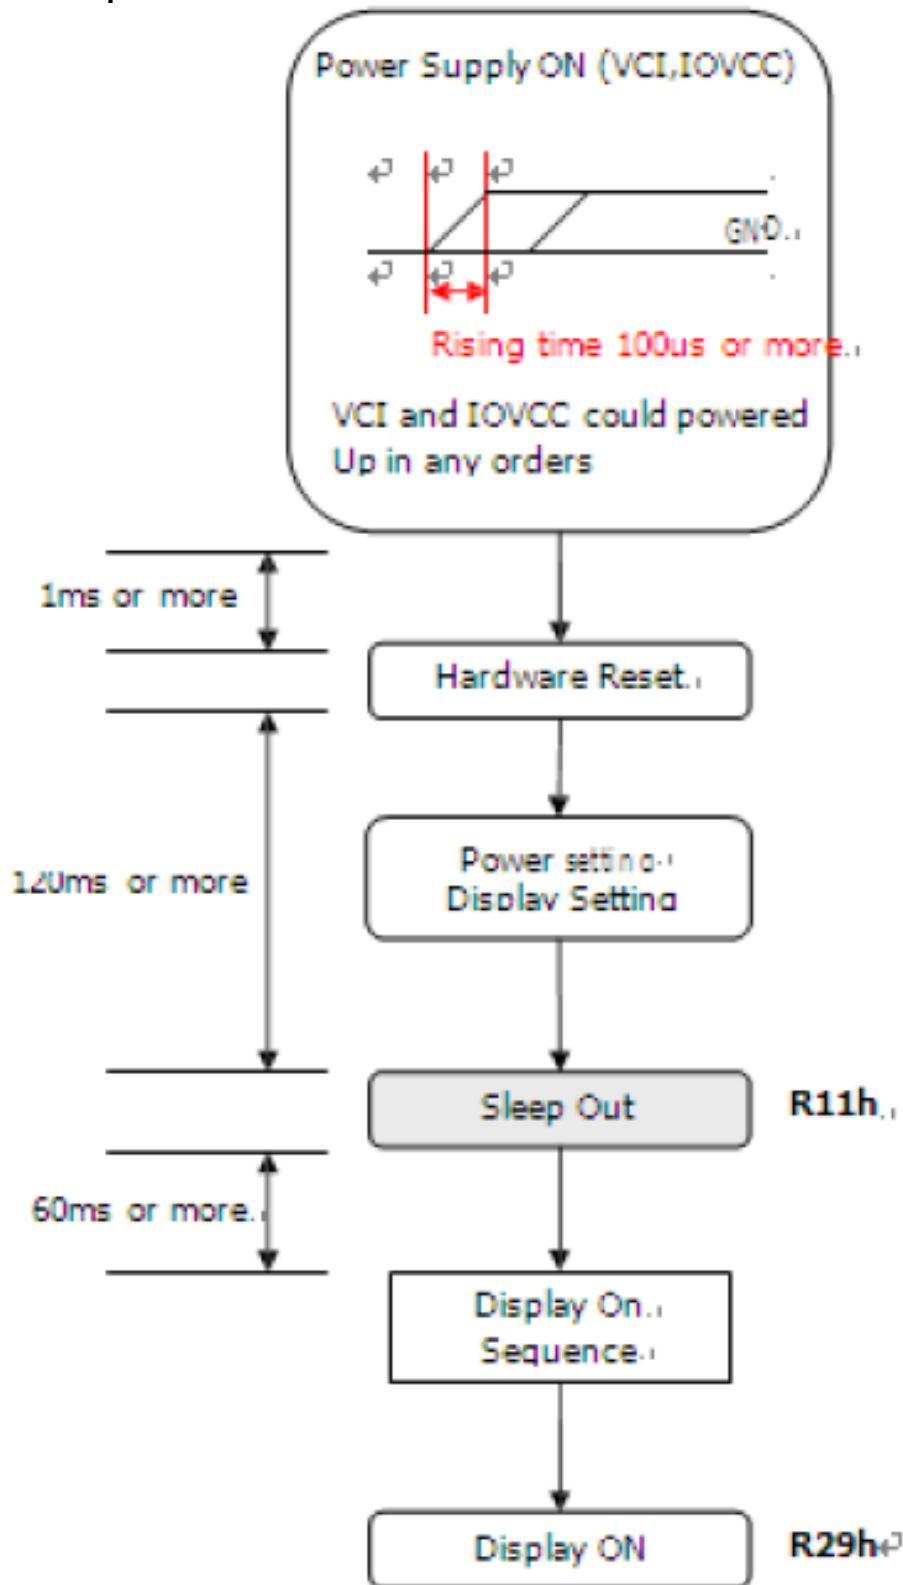 Power Supply ON (VCI,IOVCC)
GND
Rising time 100us or more.
VCI and IOVCC could powered
Up in any orders
1ms or more
Hardware Reset.
120ms or more
Power setting
Display Setting
Sleep Out
R11h
60ms or more.
Display On
Sequence
Display ON
R29h